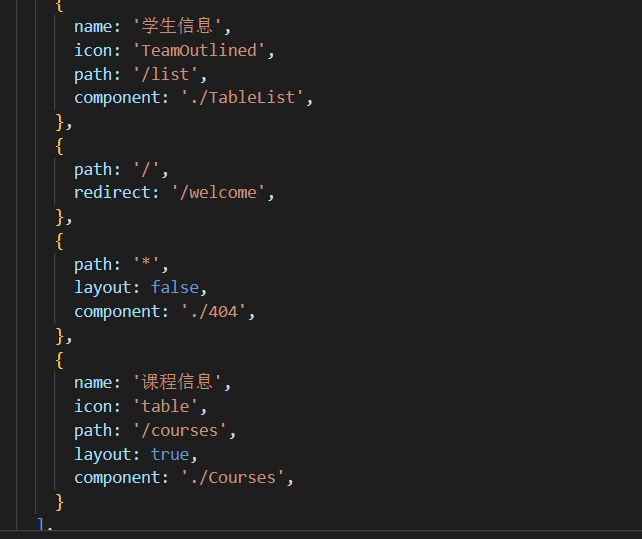 {
name: '学生信息',
icon: 'TeamOutlined',
path: '/list',
component: './TableList',
},
{
path: '/',
redirect: '/welcome',
},
{
path: '*',
layout: false,
component: './404',
},
{
name: '课程信息',
icon: 'table',
path: '/courses',
layout: true,
component: './Courses',
}
],